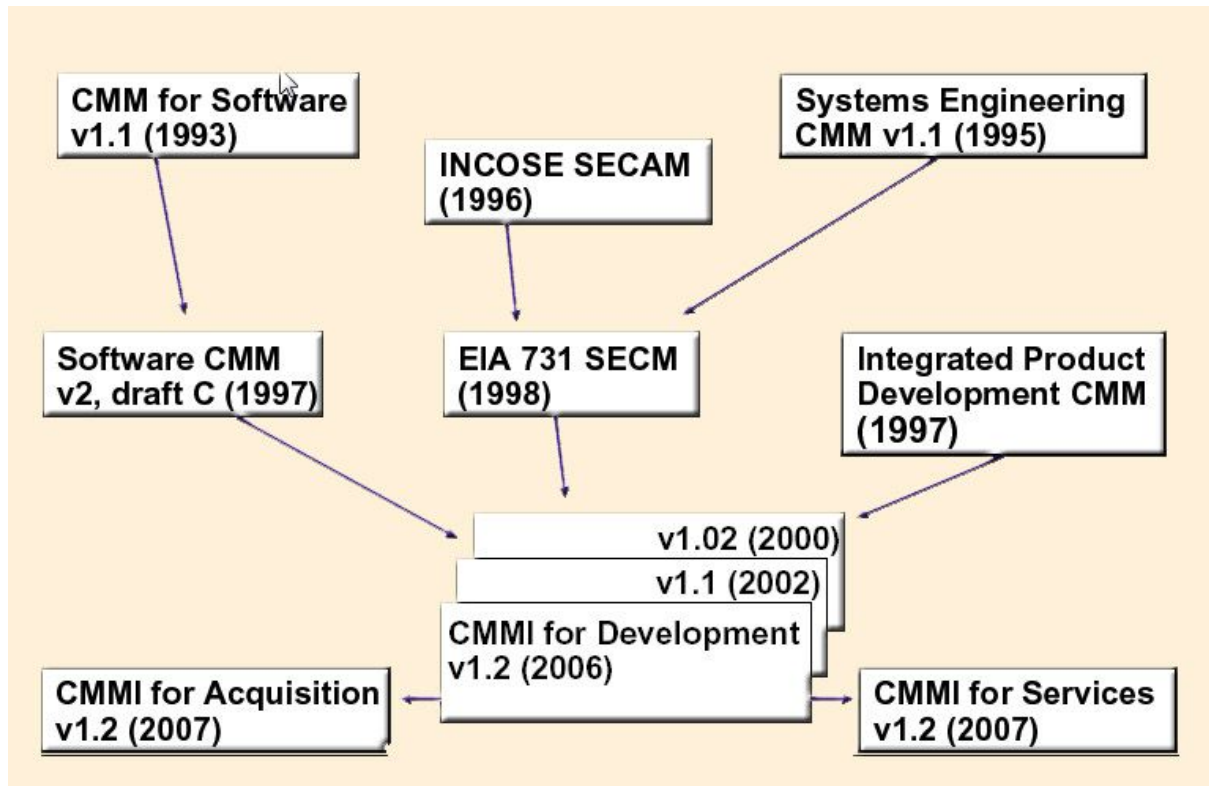 CMM for Software
v1.1 (1993)
Systems Engineering
CMM v1.1 (1995)
INCOSE SECAM
(1996)
Software CMM
v2, draft C (1997)
EIA 731 SECM
(1998)
Integrated Product
Development CMM
(1997)
v1.02 (2000)
v1.1 (2002)
CMMI for Development
v1.2 (2006)
CMMI for Acquisition
v1.2 (2007)
CMMI for Services
v1.2 (2007)